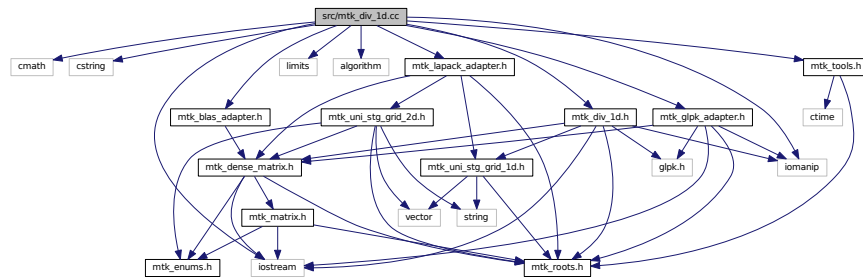 src/mtk_div_1d.cc
cmath
cstring
limits
algorithm
mtk_lapack_adapter.h
mtk_tools.h
mtk_blas_adapter.h
mtk_uni_stg_grid_2d.h
mtk_div_1d.h
mtk_glpk_adapter.h
ctime
mtk_dense_matrix.h
mtk_uni_stg_grid_1d.h
glpk.h
iomanip
mtk_matrix.h
vector
string
mtk_enums.h
iostream
mtk_roots.h